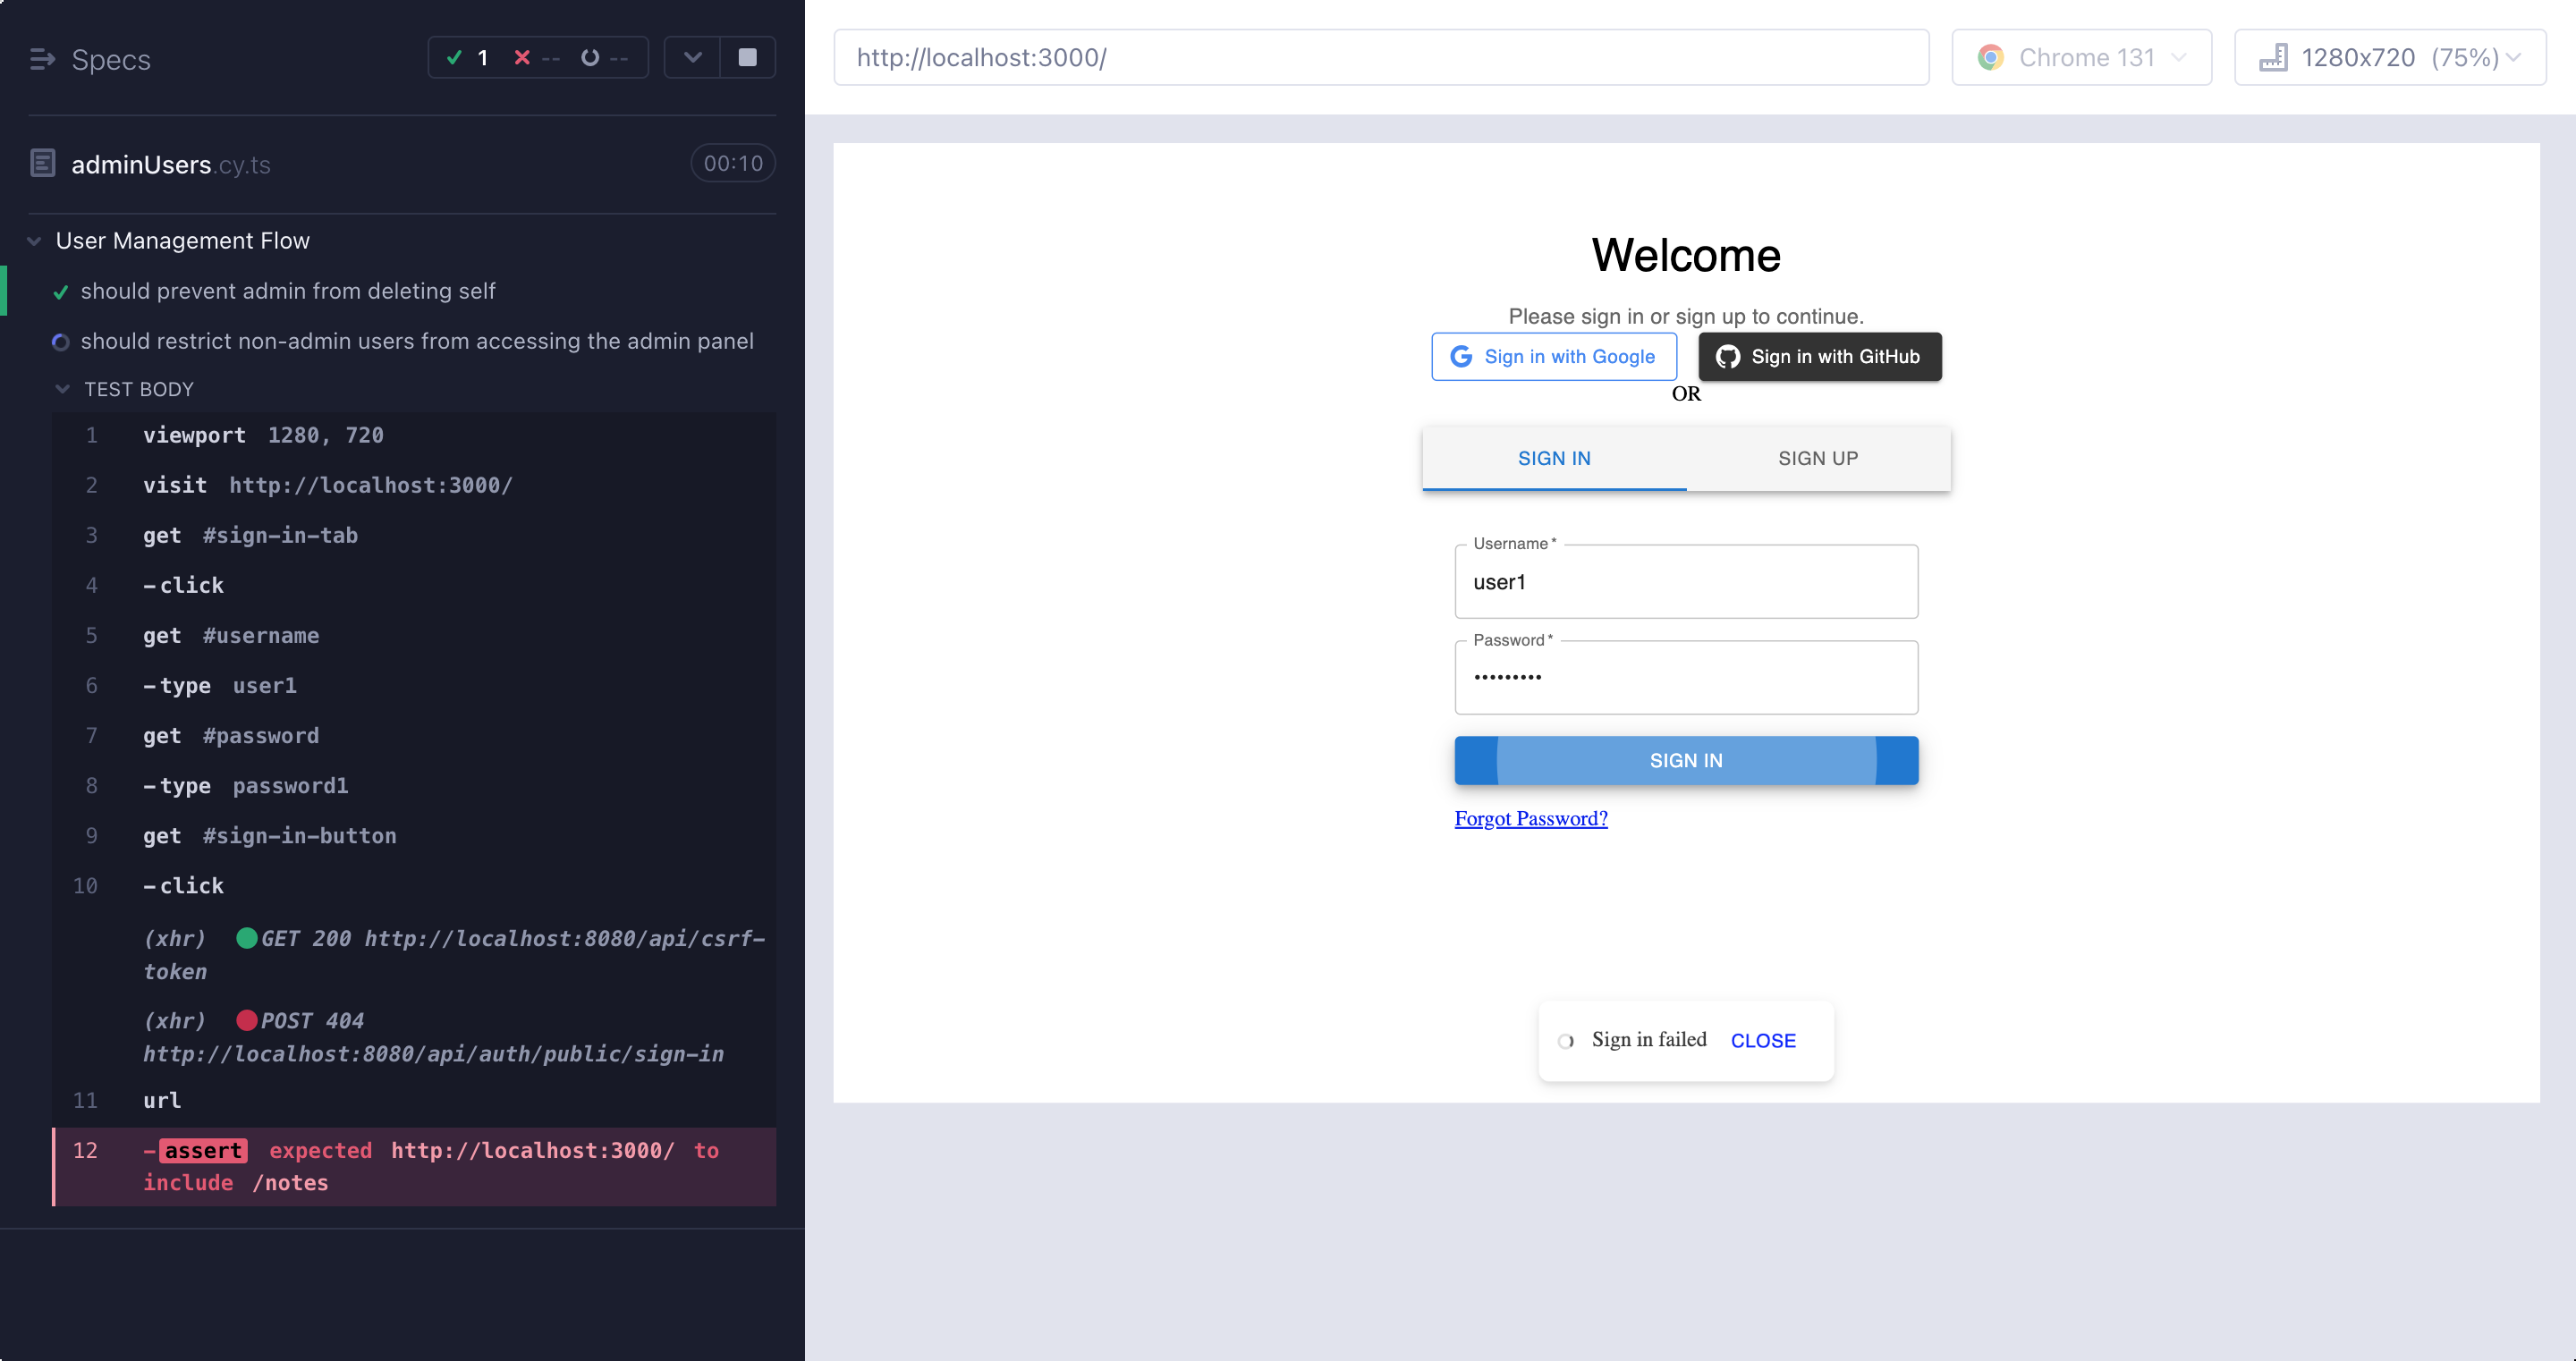 Specs
1 -- --
adminUsers.cy.ts
00:10
User Management Flow
should prevent admin from deleting self
should restrict non-admin users from accessing the admin panel
TEST BODY
1 viewport 1280, 720
2 visit http://localhost:3000/
3 get #sign-in-tab
4 -click
5 get #username
6 -type user1
7 get #password
8 -type password1
9 get #sign-in-button
10 -click
(xhr) GET 200 http://localhost:8080/api/csrf-
token
(xhr) POST 404
http://localhost:8080/api/auth/public/sign-in
11 url
12 -assert expected http://localhost:3000/ to
include /notes
http://localhost:3000/
Chrome 131
1280x720 (75%)
Welcome
Please sign in or sign up to continue.
Sign in with Google
Sign in with GitHub
OR
SIGN IN
SIGN UP
Username *
user1
Password *
•••••••••
SIGN IN
Forgot Password?
Sign in failed
CLOSE